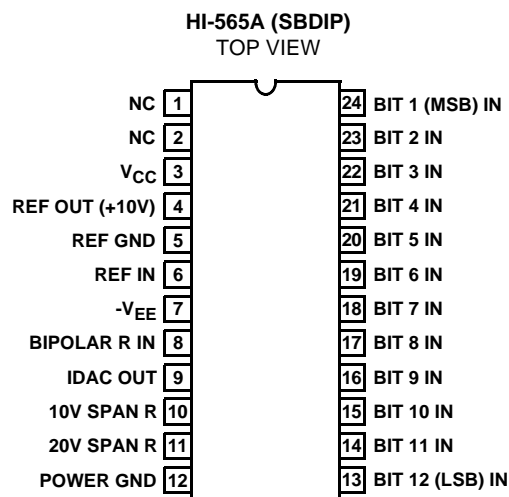 HI-565A (SBDIP)
TOP VIEW
NC 1 24 BIT 1 (MSB) IN
NC 2 23 BIT 2 IN
VCC 3 22 BIT 3 IN
REF OUT (+10V) 4 21 BIT 4 IN
REF GND 5 20 BIT 5 IN
REF IN 6 19 BIT 6 IN
-VEE 7 18 BIT 7 IN
BIPOLAR R IN 8 17 BIT 8 IN
IDAC OUT 9 16 BIT 9 IN
10V SPAN R 10 15 BIT 10 IN
20V SPAN R 11 14 BIT 11 IN
POWER GND 12 13 BIT 12 (LSB) IN